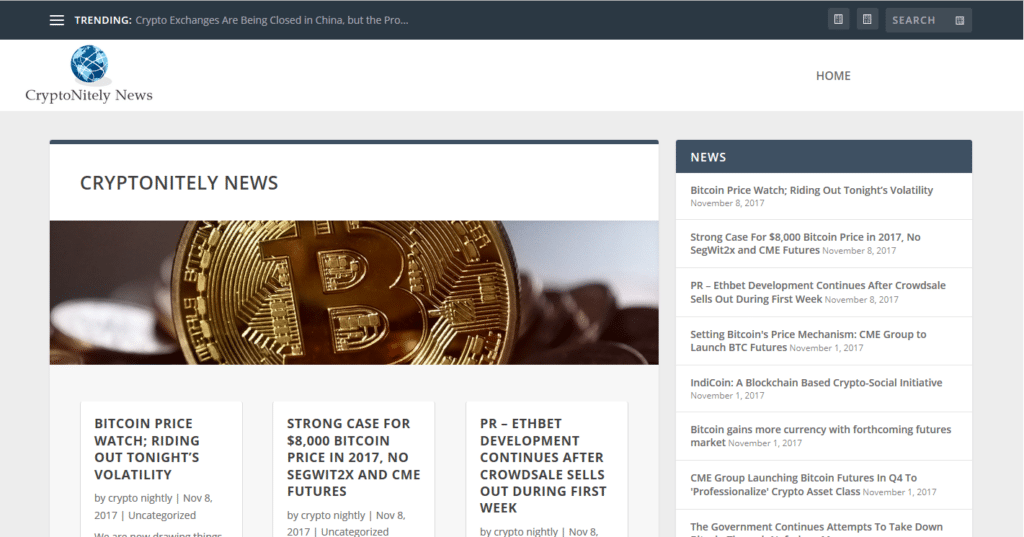 TRENDING: Crypto Exchanges Are Being Closed in China, but the Pro...
SEARCH
CryptoNitely News
HOME
CRYPTONITELY NEWS
BITCOIN PRICE
WATCH; RIDING
OUT TONIGHT'S
VOLATILITY
by crypto nightly | Nov 8,
2017 | Uncategorized
We are now drawing things
STRONG CASE FOR
$8,000 BITCOIN
PRICE IN 2017, NO
SEGWIT2X AND CME
FUTURES
by crypto nightly | Nov 8,
2017 | Uncategorized
PR – ETHBET
DEVELOPMENT
CONTINUES AFTER
CROWDSALE SELLS
OUT DURING FIRST
WEEK
by crypto nightly | Nov 8,
NEWS
Bitcoin Price Watch; Riding Out Tonight's Volatility
November 8, 2017
Strong Case For $8,000 Bitcoin Price in 2017, No
SegWit2x and CME Futures November 8, 2017
PR – Ethbet Development Continues After Crowdsale
Sells Out During First Week November 8, 2017
Setting Bitcoin's Price Mechanism: CME Group to
Launch BTC Futures November 1, 2017
IndiCoin: A Blockchain Based Crypto-Social Initiative
November 1, 2017
Bitcoin gains more currency with forthcoming futures
market November 1, 2017
CME Group Launching Bitcoin Futures In Q4 To
'Professionalize' Crypto Asset Class November 1, 2017
The Government Continues Attempts To Take Down